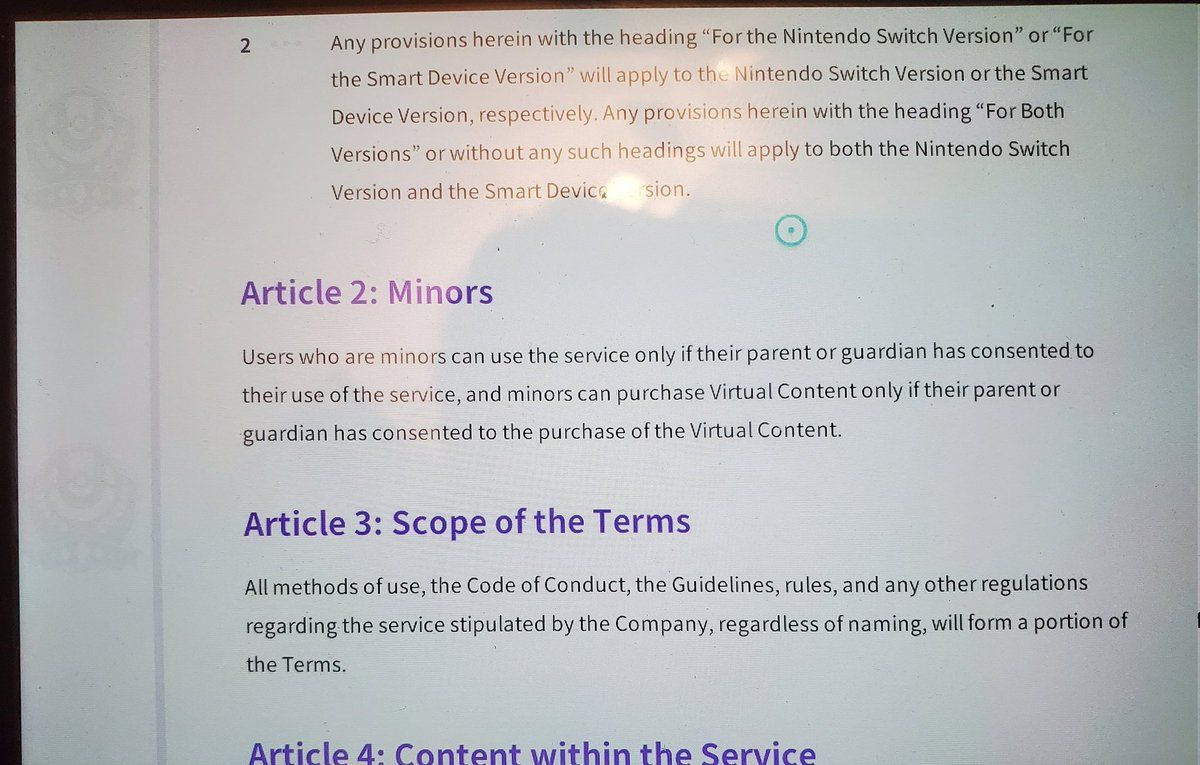 2 Any provisions herein with the heading “For the Nintendo Switch Version” or “For
the Smart Device Version” will apply to the Nintendo Switch Version or the Smart
Device Version, respectively. Any provisions herein with the heading “For Both
Versions” or without any such headings will apply to both the Nintendo Switch
Version and the Smart Device rsion.
Article 2: Minors
Users who are minors can use the service only if their parent or guardian has consented to
their use of the service, and minors can purchase Virtual Content only if their parent or
guardian has consented to the purchase of the Virtual Content.
Article 3: Scope of the Terms
All methods of use, the Code of Conduct, the Guidelines, rules, and any other regulations
regarding the service stipulated by the Company, regardless of naming, will form a portion of
the Terms.
Article 4: Content within the Service